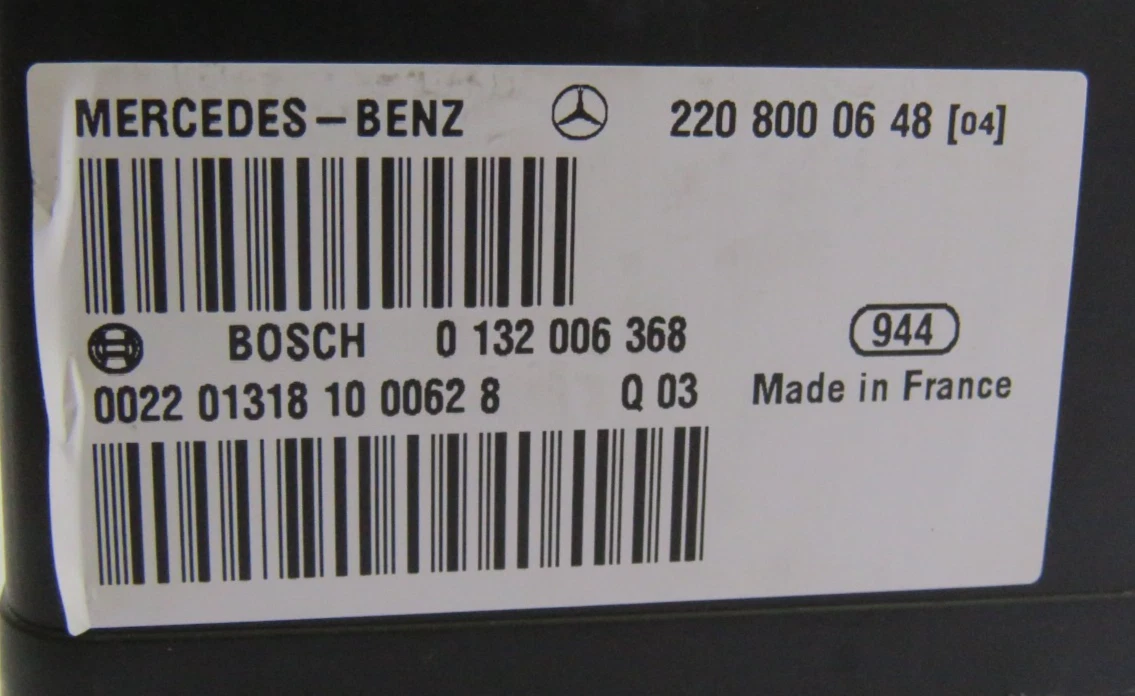 MERCEDES-BENZ 220 800 06 48 [04]
BOSCH 0 132 006 368 944
0022 01318 10 0062 8 Q 03 Made in France